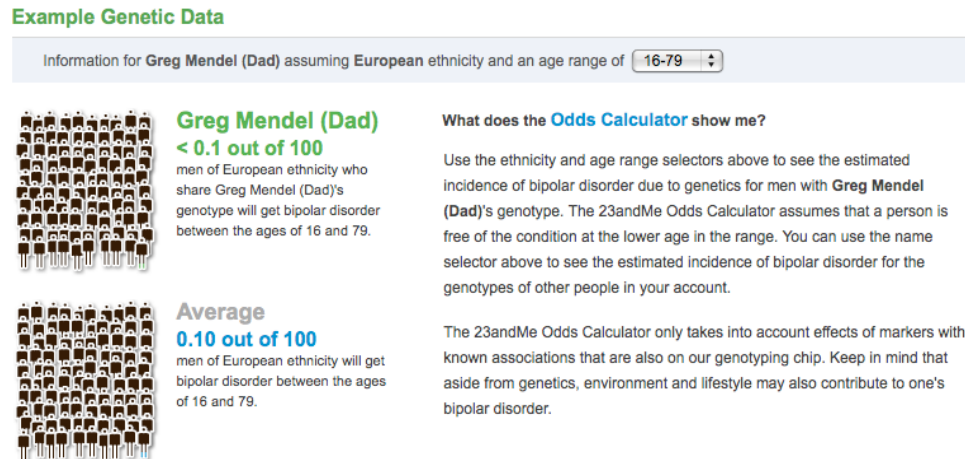 Example Genetic Data
Information for Greg Mendel (Dad) assuming European ethnicity and an age range of 16-79
Greg Mendel (Dad)
< 0.1 out of 100
men of European ethnicity who
share Greg Mendel (Dad)'s
genotype will get bipolar disorder
between the ages of 16 and 79.
Average
0.10 out of 100
men of European ethnicity will get
bipolar disorder between the ages
of 16 and 79.
What does the Odds Calculator show me?
Use the ethnicity and age range selectors above to see the estimated
incidence of bipolar disorder due to genetics for men with Greg Mendel
(Dad)'s genotype. The 23andMe Odds Calculator assumes that a person is
free of the condition at the lower age in the range. You can use the name
selector above to see the estimated incidence of bipolar disorder for the
genotypes of other people in your account.
The 23andMe Odds Calculator only takes into account effects of markers with
known associations that are also on our genotyping chip. Keep in mind that
aside from genetics, environment and lifestyle may also contribute to one's
bipolar disorder.